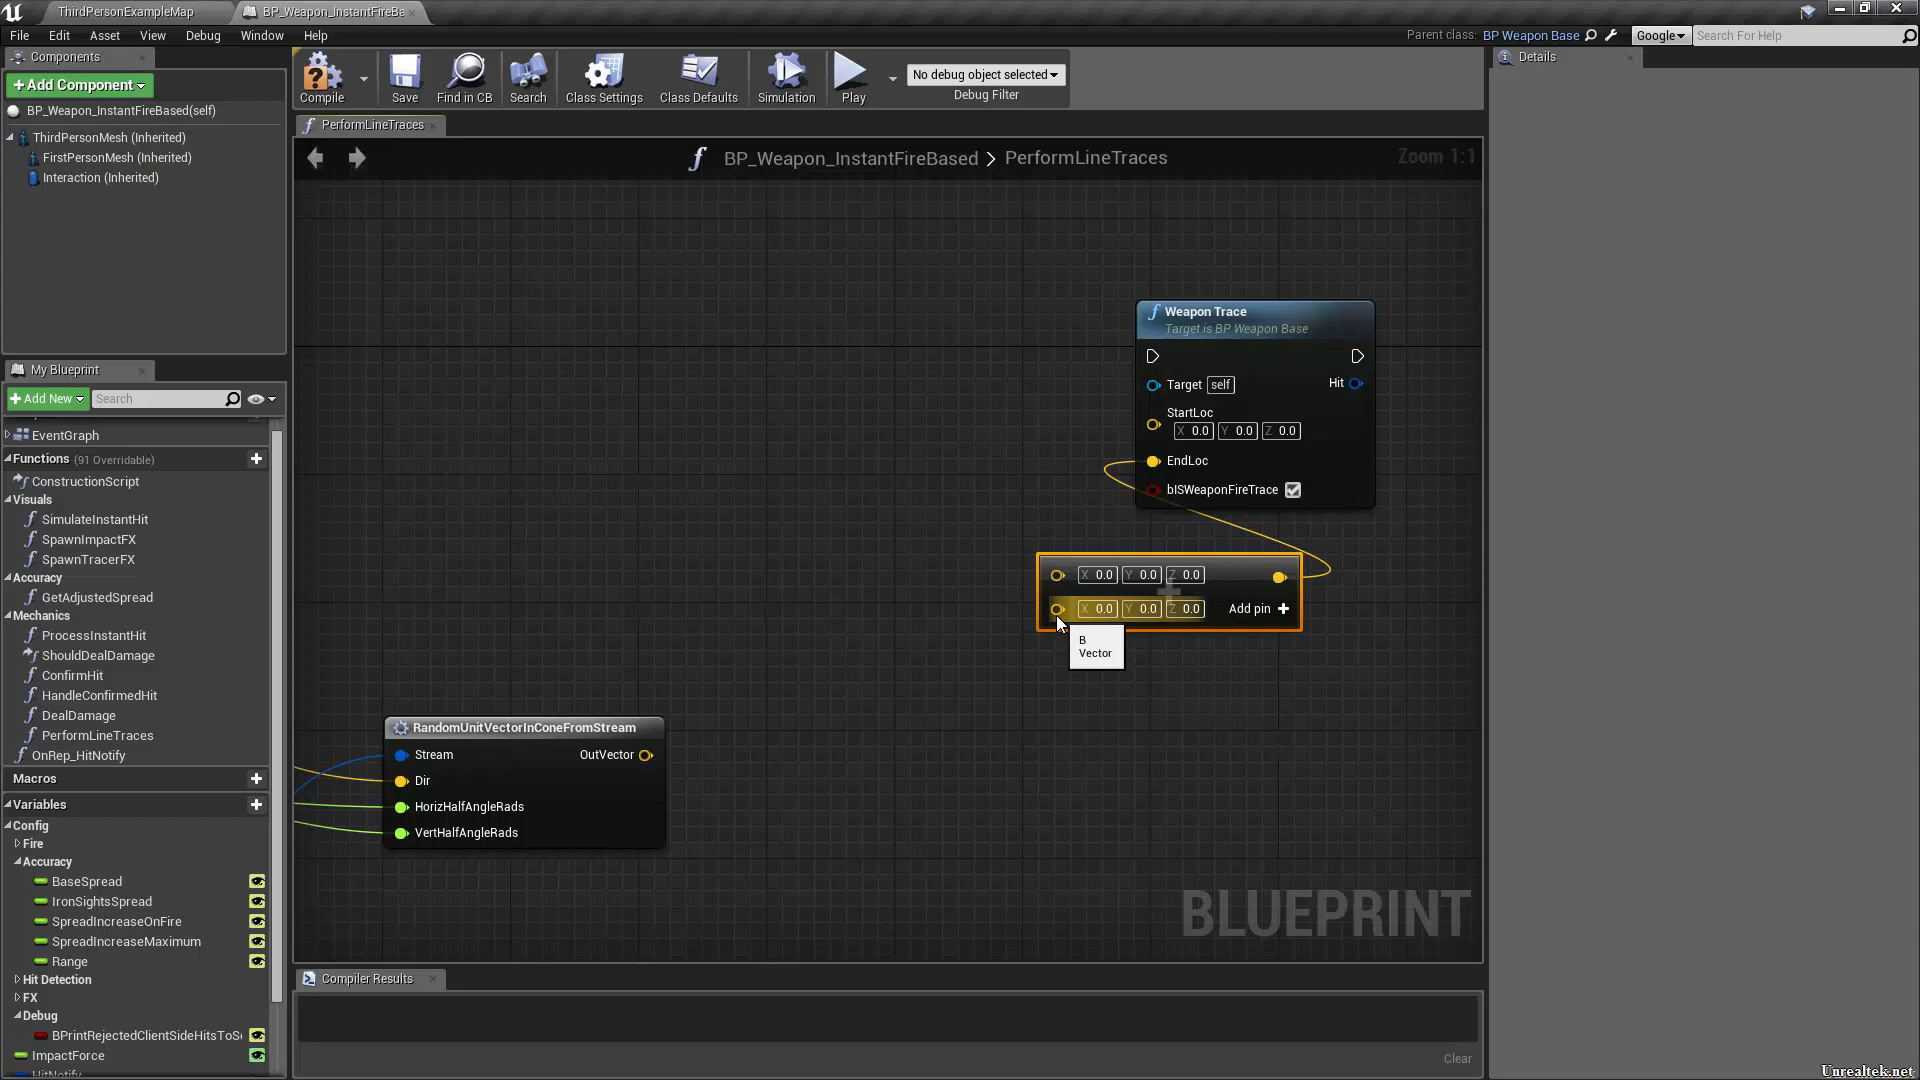 ThirdPersonExampleMap
BP_Weapon_InstantFireBa
File Edit Asset View Debug Window Help
Parent class: BP Weapon Base
Google
Search For Help
Components
Add Component
BP_Weapon_InstantFireBased(self)
ThirdPersonMesh (Inherited)
FirstPersonMesh (Inherited)
Interaction (Inherited)
Compile
Save
Find in CB
Search
Class Settings
Class Defaults
Simulation
Play
No debug object selected
Debug Filter
Details
PerformLineTraces
BP_Weapon_InstantFireBased > PerformLineTraces
Zoom 1:1
My Blueprint
Add New
Search
EventGraph
Functions (91 Overridable)
ConstructionScript
Visuals
SimulateInstantHit
SpawnImpactFX
SpawnTracerFX
Accuracy
GetAdjustedSpread
Mechanics
ProcessInstantHit
ShouldDealDamage
ConfirmHit
HandleConfirmedHit
DealDamage
PerformLineTraces
OnRep_HitNotify
Macros
Variables
Config
Fire
Accuracy
BaseSpread
IronSightsSpread
SpreadIncreaseOnFire
SpreadIncreaseMaximum
Range
Hit Detection
FX
Debug
BPrintRejectedClientSideHitsToS
ImpactForce
HitNotify
Weapon Trace
Target is BP Weapon Base
Target self
Hit
StartLoc
X 0.0 Y 0.0 Z 0.0
EndLoc
bISWeaponFireTrace
X 0.0 Y 0.0 Z 0.0
X 0.0 Y 0.0 Z 0.0 Add pin
B
Vector
RandomUnitVectorInConeFromStream
Stream OutVector
Dir
HorizHalfAngleRads
VertHalfAngleRads
BLUEPRINT
Compiler Results
Clear
Unrealtek.net